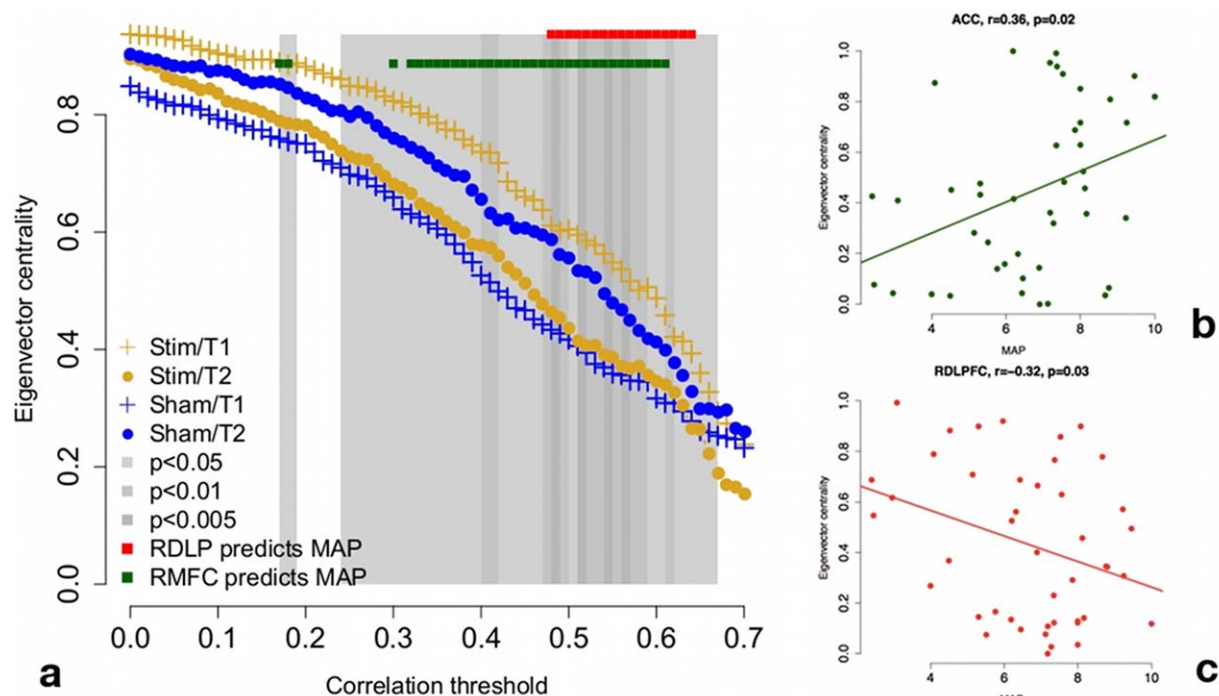 Eigenvector centrality
0.8
0.6
0.4
0.2
0.0
Stim/T1
Stim/T2
Sham/T1
Sham/T2
p<0.05
p<0.01
p<0.005
RDLP predicts MAP
RMFC predicts MAP
0.0 0.1 0.2 0.3 0.4 0.5 0.6 0.7
Correlation threshold
a
ACC, r=0.36, p=0.02
Eigenvector centrality
1.0
0.8
0.6
0.4
0.2
0.0
4 6 8 10
MAP
b
RDLPFC, r=−0.32, p=0.03
Eigenvector centrality
1.0
0.8
0.6
0.4
0.2
0.0
4 6 8 10
c